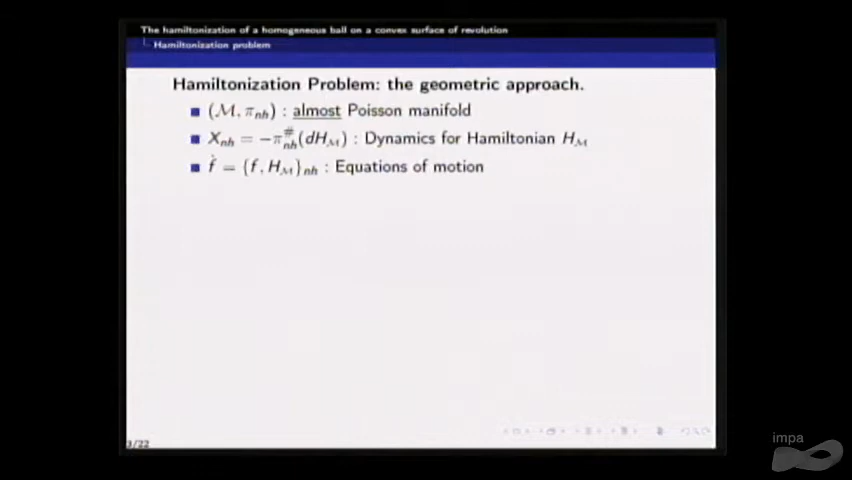 The hamiltonization of a homogeneous ball on a convex surface of revolution
Hamiltonization problem
Hamiltonization Problem: the geometric approach.
(ℳ, π_nh) : almost Poisson manifold
X_nh = −π^#_nh(dH_ℳ) : Dynamics for Hamiltonian H_ℳ
ḟ = {f, H_ℳ}_nh : Equations of motion
3/22
impa